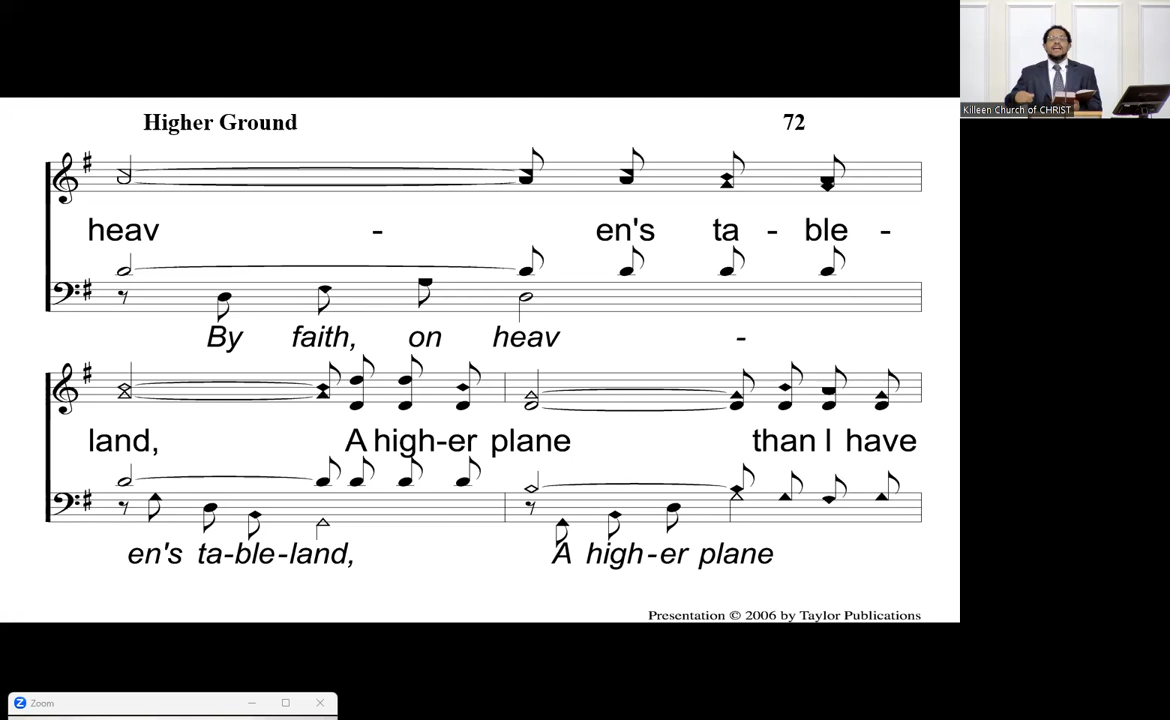 Higher Ground 72
heav - en's ta - ble -
By faith, on heav -
land, A high-er plane than I have
en's ta-ble-land, A high-er plane
Presentation © 2006 by Taylor Publications
Killeen Church of CHRIST
Zoom